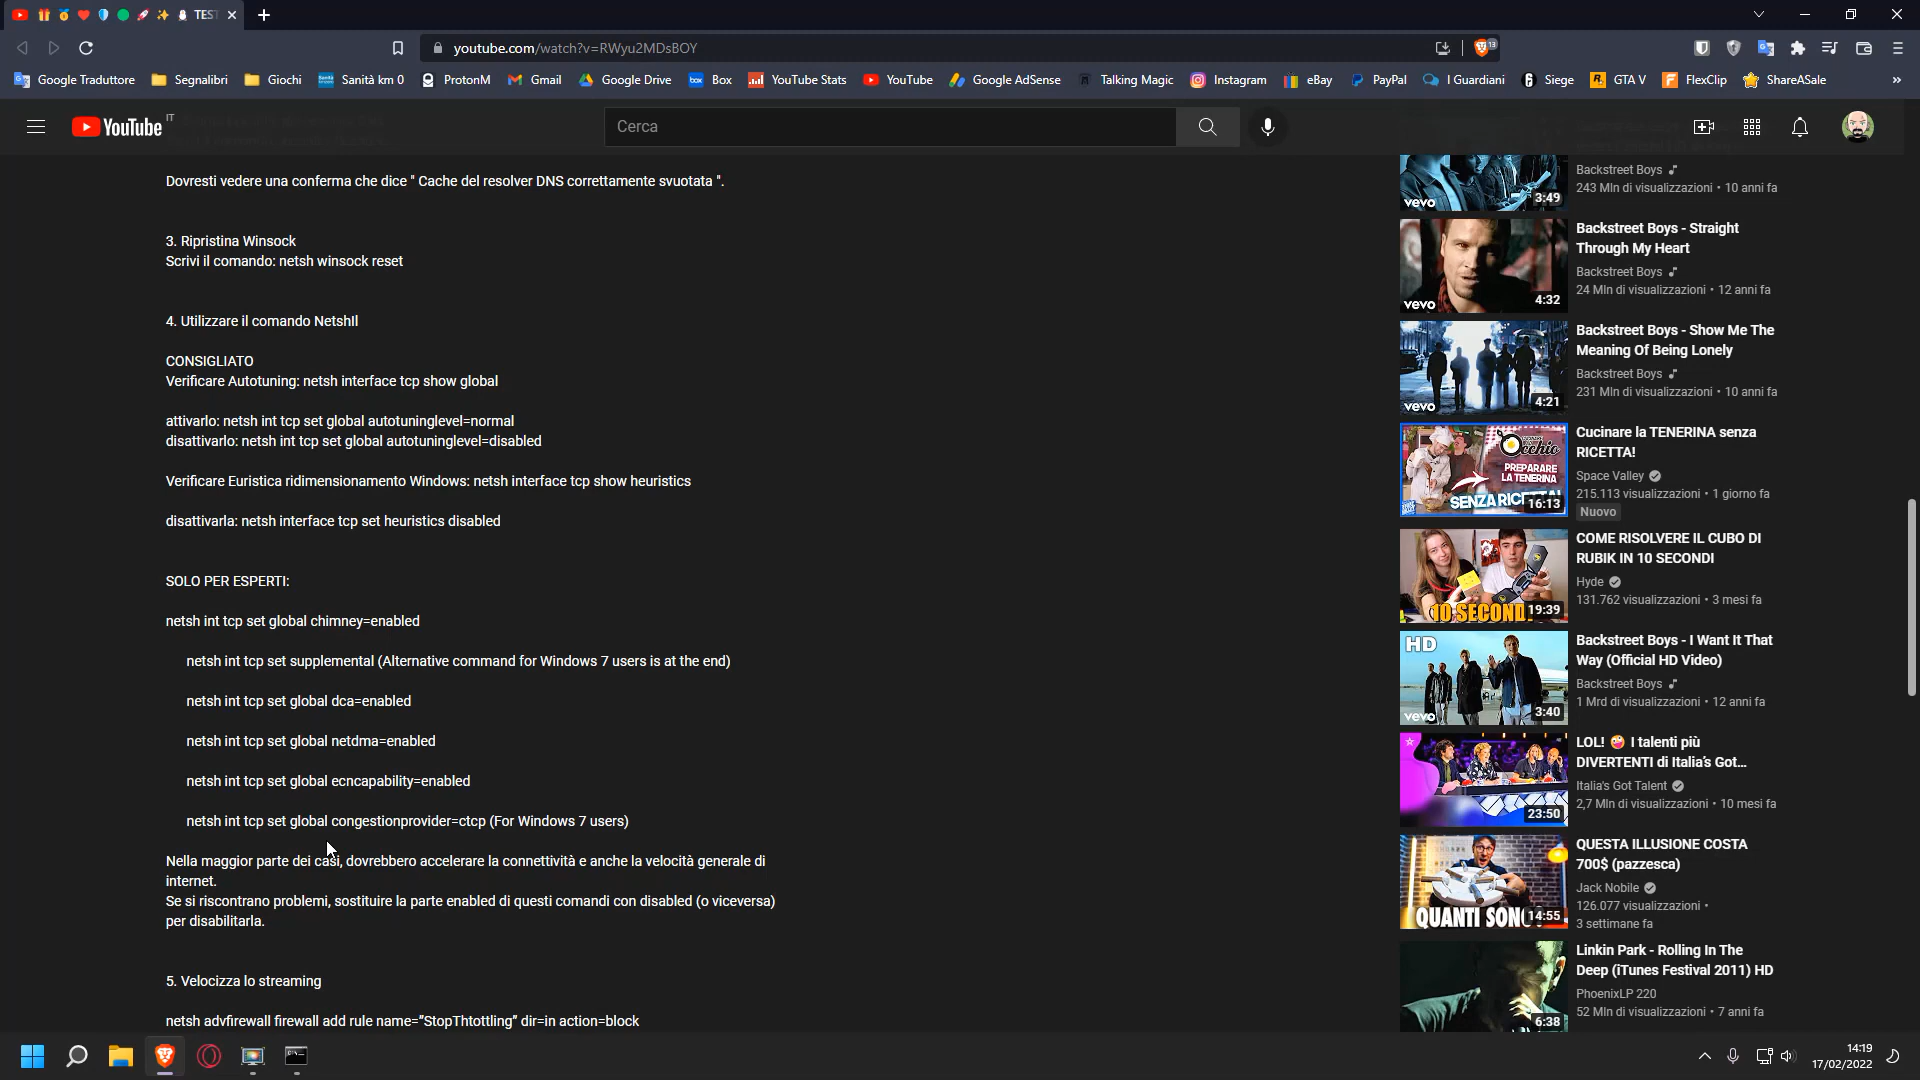 TES
youtube.com/watch?v=RWyu2MDsBOY
13
Google Traduttore
Segnalibri
Giochi
Sanità km 0
ProtonM
Gmail
Google Drive
box
Box
YouTube Stats
YouTube
Google AdSense
Talking Magic
Instagram
eBay
PayPal
I Guardiani
Siege
GTA V
FlexClip
ShareASale
YouTube IT
Cerca
Dovresti vedere una conferma che dice " Cache del resolver DNS correttamente svuotata ".
3. Ripristina Winsock
Scrivi il comando: netsh winsock reset
4. Utilizzare il comando Netshll
CONSIGLIATO
Verificare Autotuning: netsh interface tcp show global
attivarlo: netsh int tcp set global autotuninglevel=normal
disattivarlo: netsh int tcp set global autotuninglevel=disabled
Verificare Euristica ridimensionamento Windows: netsh interface tcp show heuristics
disattivarla: netsh interface tcp set heuristics disabled
SOLO PER ESPERTI:
netsh int tcp set global chimney=enabled
netsh int tcp set supplemental (Alternative command for Windows 7 users is at the end)
netsh int tcp set global dca=enabled
netsh int tcp set global netdma=enabled
netsh int tcp set global ecncapability=enabled
netsh int tcp set global congestionprovider=ctcp (For Windows 7 users)
Nella maggior parte dei casi, dovrebbero accelerare la connettività e anche la velocità generale di
internet.
Se si riscontrano problemi, sostituire la parte enabled di questi comandi con disabled (o viceversa)
per disabilitarla.
5. Velocizza lo streaming
netsh advfirewall firewall add rule name=”StopThtottling” dir=in action=block
vevo
3:49
Backstreet Boys
243 Mln di visualizzazioni • 10 anni fa
vevo
4:32
Backstreet Boys - Straight
Through My Heart
Backstreet Boys
24 Mln di visualizzazioni • 12 anni fa
vevo
4:21
Backstreet Boys - Show Me The
Meaning Of Being Lonely
Backstreet Boys
231 Mln di visualizzazioni • 10 anni fa
Occhio
PREPARARE
LA TENERINA
SENZA RICETTA!
16:13
Cucinare la TENERINA senza
RICETTA!
Space Valley
215.113 visualizzazioni • 1 giorno fa
Nuovo
10 SECOND
19:39
COME RISOLVERE IL CUBO DI
RUBIK IN 10 SECONDI
Hyde
131.762 visualizzazioni • 3 mesi fa
HD
vevo
3:40
Backstreet Boys - I Want It That
Way (Official HD Video)
Backstreet Boys
1 Mrd di visualizzazioni • 12 anni fa
23:50
LOL! 🤪 I talenti più
DIVERTENTI di Italia’s Got...
Italia's Got Talent
2,7 Mln di visualizzazioni • 10 mesi fa
QUANTI SONO
14:55
QUESTA ILLUSIONE COSTA
700$ (pazzesca)
Jack Nobile
126.077 visualizzazioni •
3 settimane fa
6:38
Linkin Park - Rolling In The
Deep (iTunes Festival 2011) HD
PhoenixLP 220
52 Mln di visualizzazioni • 7 anni fa
14:19
17/02/2022